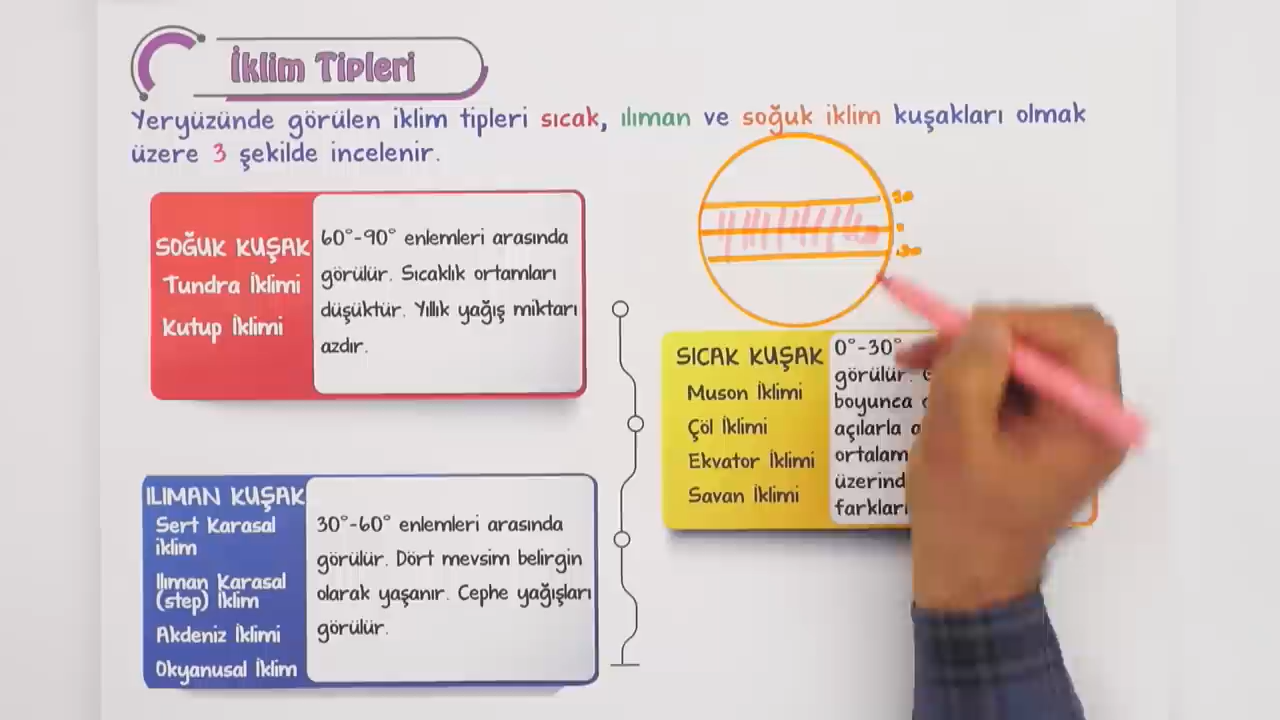 İklim Tipleri
Yeryüzünde görülen iklim tipleri sıcak, ılıman ve soğuk iklim kuşakları olmak
üzere 3 şekilde incelenir.
SOĞUK KUŞAK
Tundra İklimi
Kutup İklimi
60°-90° enlemleri arasında
görülür. Sıcaklık ortamları
düşüktür. Yıllık yağış miktarı
azdır.
30
30
SICAK KUŞAK
Muson İklimi
Çöl İklimi
Ekvator İklimi
Savan İklimi
0°-30°
görülür.
boyunca
açılarla
ortalam
üzerind
farkları
ILIMAN KUŞAK
Sert Karasal
iklim
Ilıman Karasal
(step) İklim
Akdeniz İklimi
Okyanusal İklim
30°-60° enlemleri arasında
görülür. Dört mevsim belirgin
olarak yaşanır. Cephe yağışları
görülür.